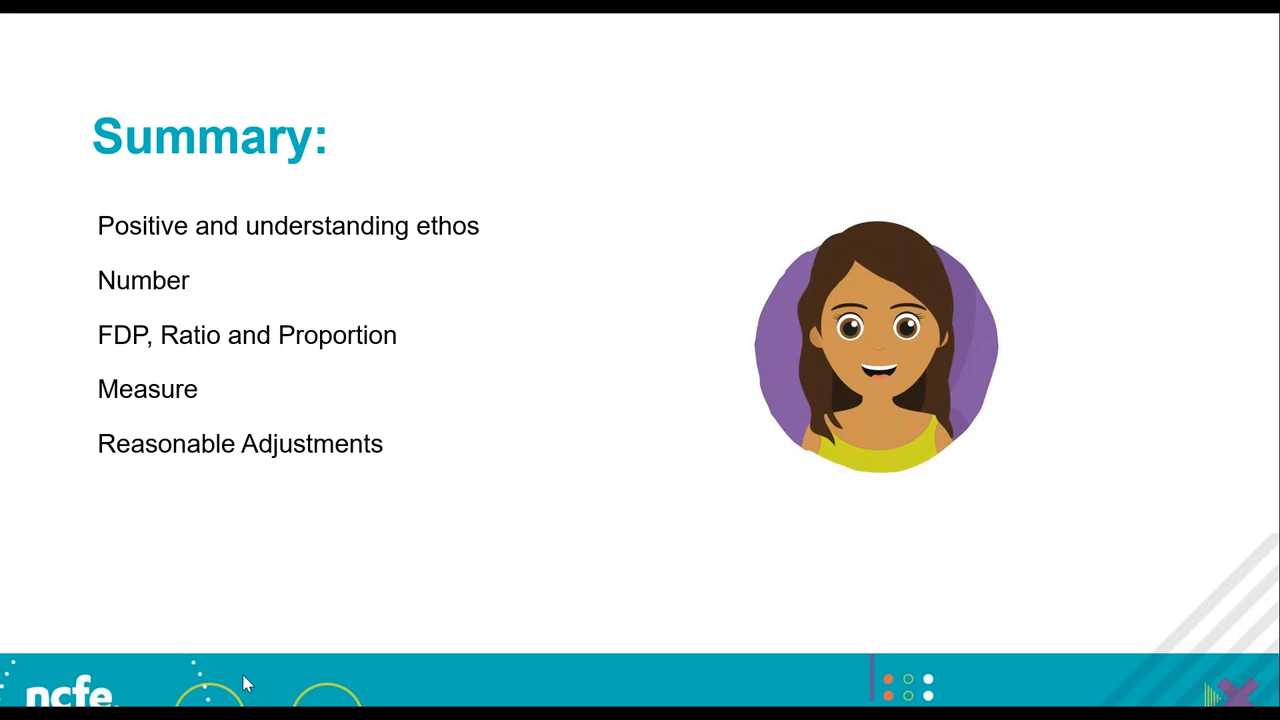 Summary:
Positive and understanding ethos
Number
FDP, Ratio and Proportion
Measure
Reasonable Adjustments
ncfe.